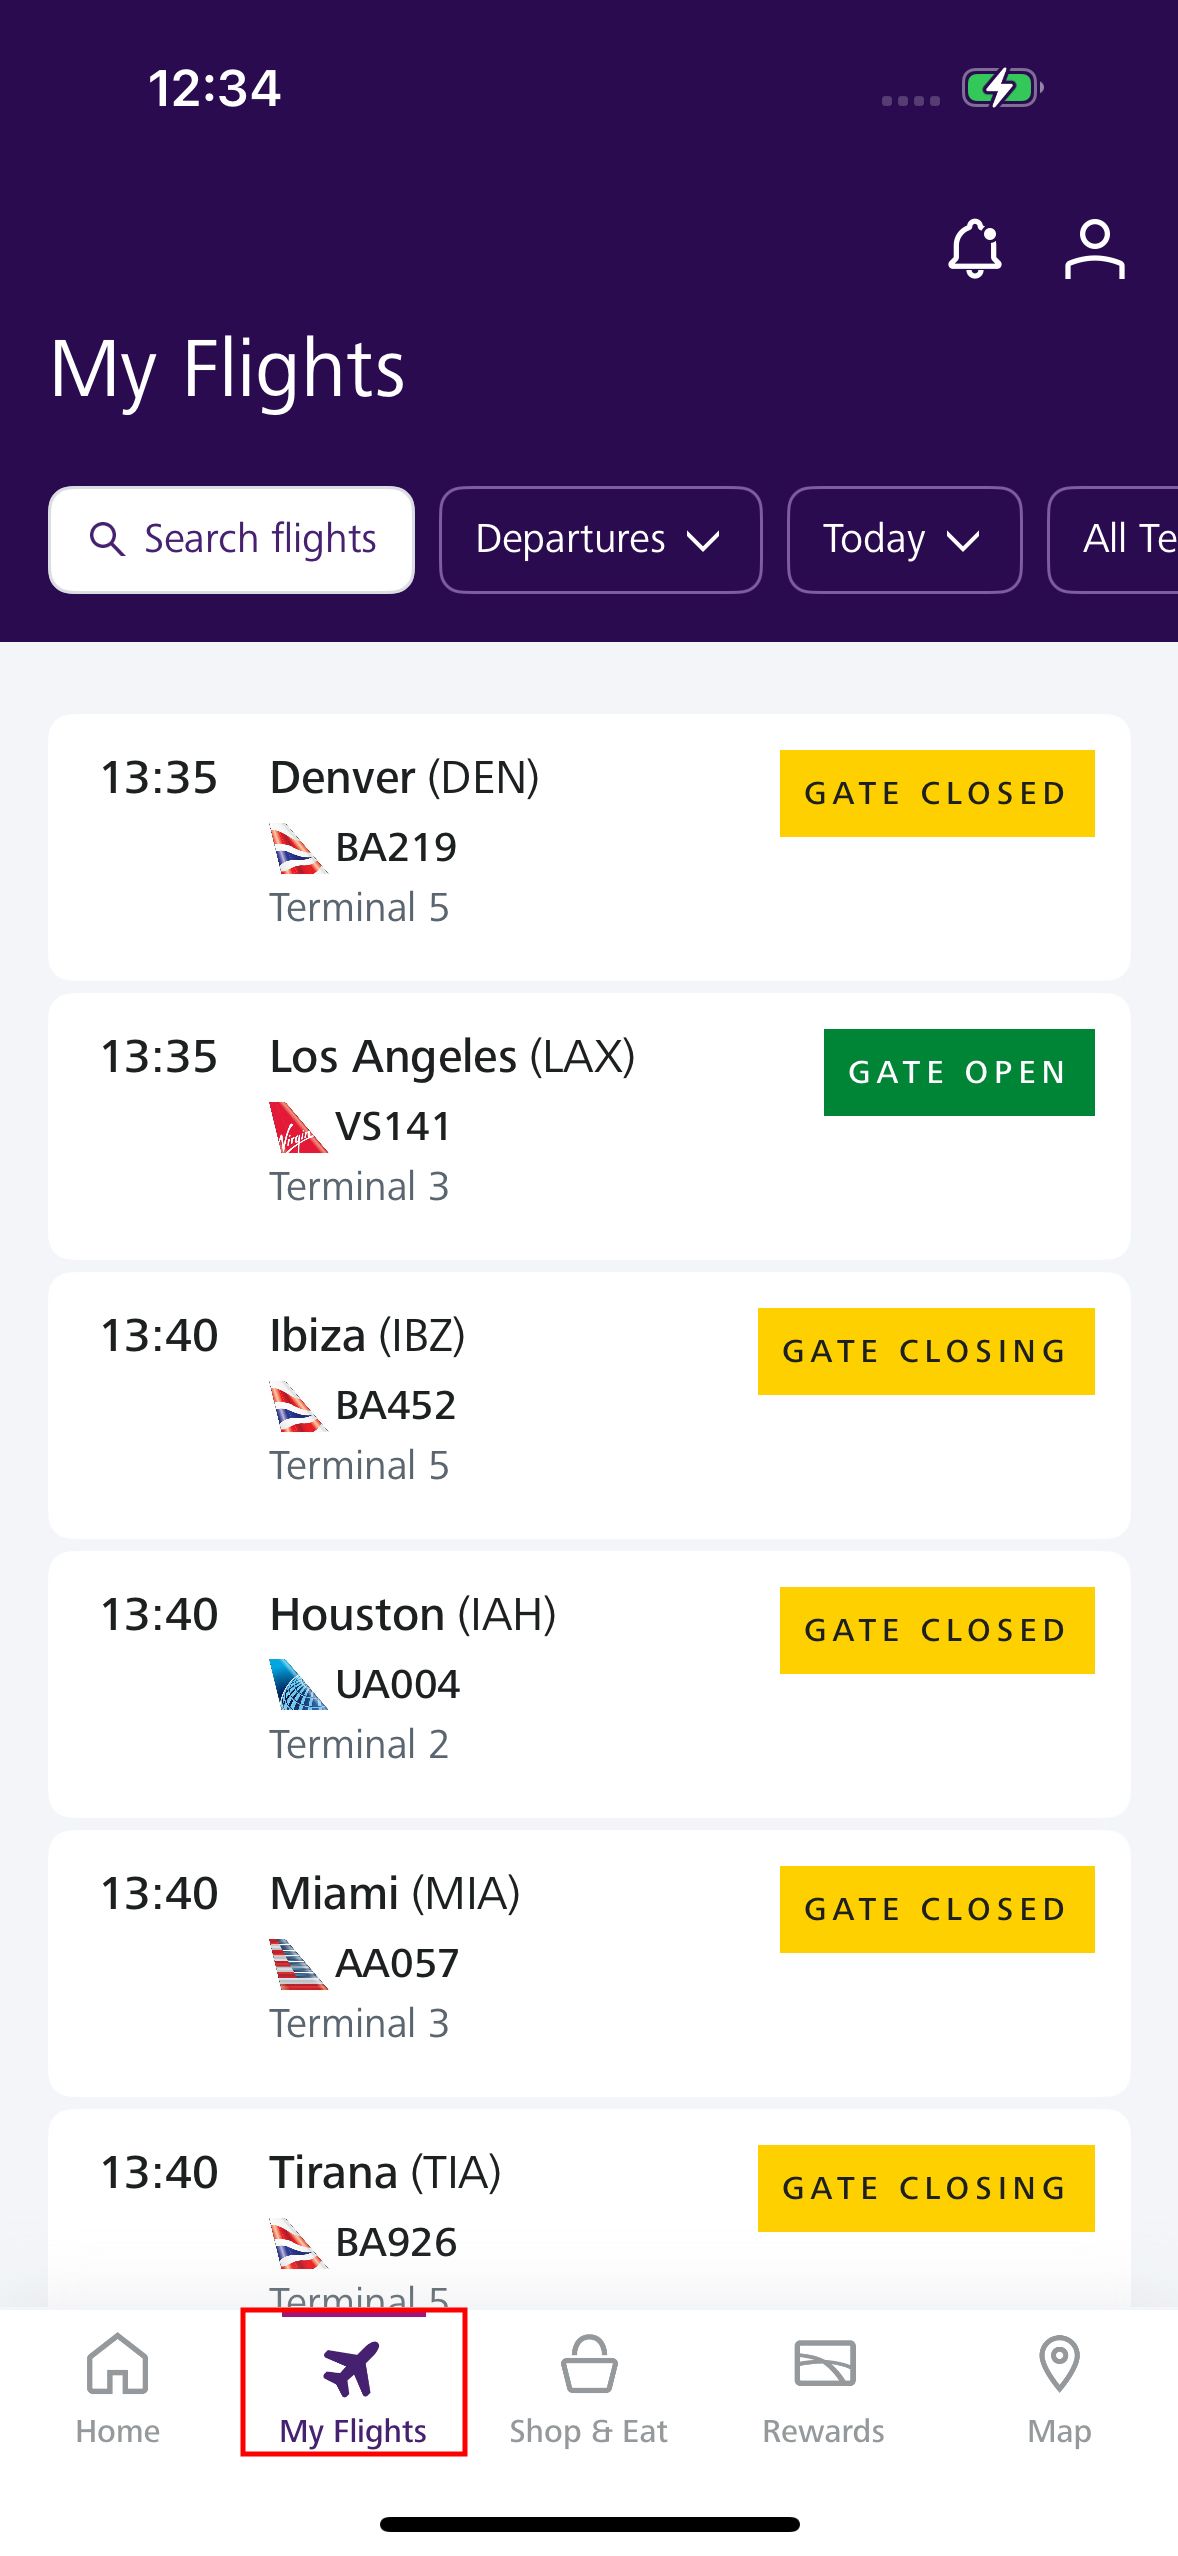 12:34
My Flights
Search flights
Departures
Today
All Te
13:35
Denver (DEN)
GATE CLOSED
BA219
Terminal 5
13:35
Los Angeles (LAX)
GATE OPEN
Virgin
VS141
Terminal 3
13:40
Ibiza (IBZ)
GATE CLOSING
BA452
Terminal 5
13:40
Houston (IAH)
GATE CLOSED
UA004
Terminal 2
13:40
Miami (MIA)
GATE CLOSED
AA057
Terminal 3
13:40
Tirana (TIA)
GATE CLOSING
BA926
Terminal 5
Home
My Flights
Shop & Eat
Rewards
Map